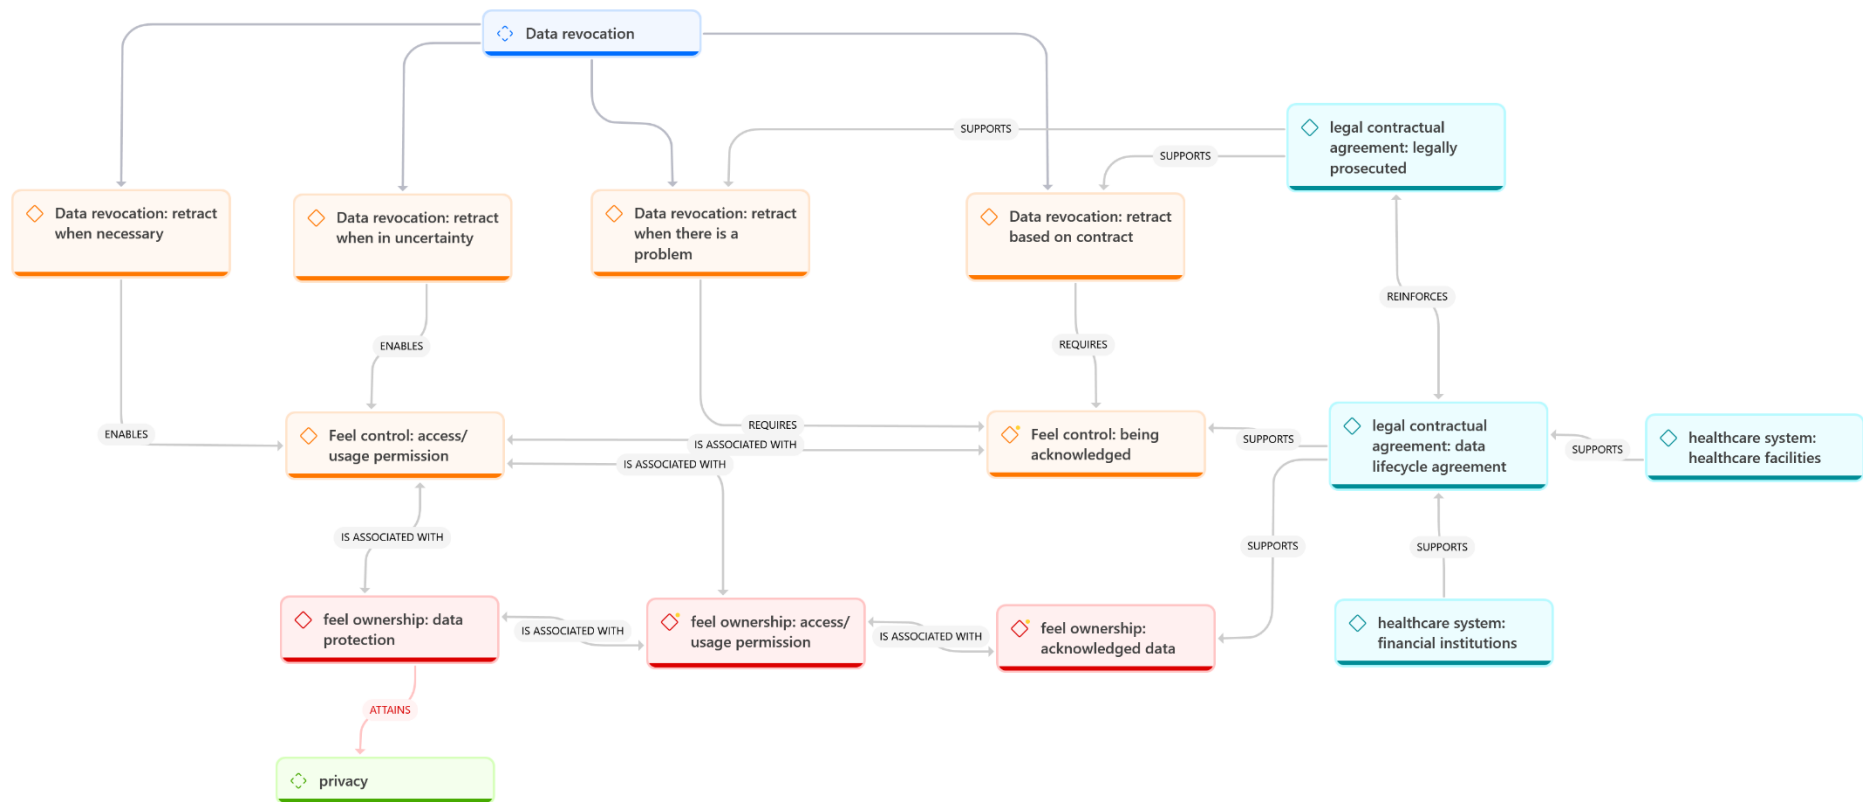 Data revocation
legal contractual
agreement: legally
prosecuted
SUPPORTS
SUPPORTS
Data revocation: retract
when necessary
Data revocation: retract
when in uncertainty
Data revocation: retract
when there is a
problem
Data revocation: retract
based on contract
REINFORCES
ENABLES
REQUIRES
ENABLES
Feel control: access/
usage permission
REQUIRES
IS ASSOCIATED WITH
IS ASSOCIATED WITH
Feel control: being
acknowledged
SUPPORTS
legal contractual
agreement: data
lifecycle agreement
SUPPORTS
healthcare system:
healthcare facilities
IS ASSOCIATED WITH
SUPPORTS
SUPPORTS
feel ownership: data
protection
IS ASSOCIATED WITH
feel ownership: access/
usage permission
IS ASSOCIATED WITH
feel ownership:
acknowledged data
healthcare system:
financial institutions
ATTAINS
privacy